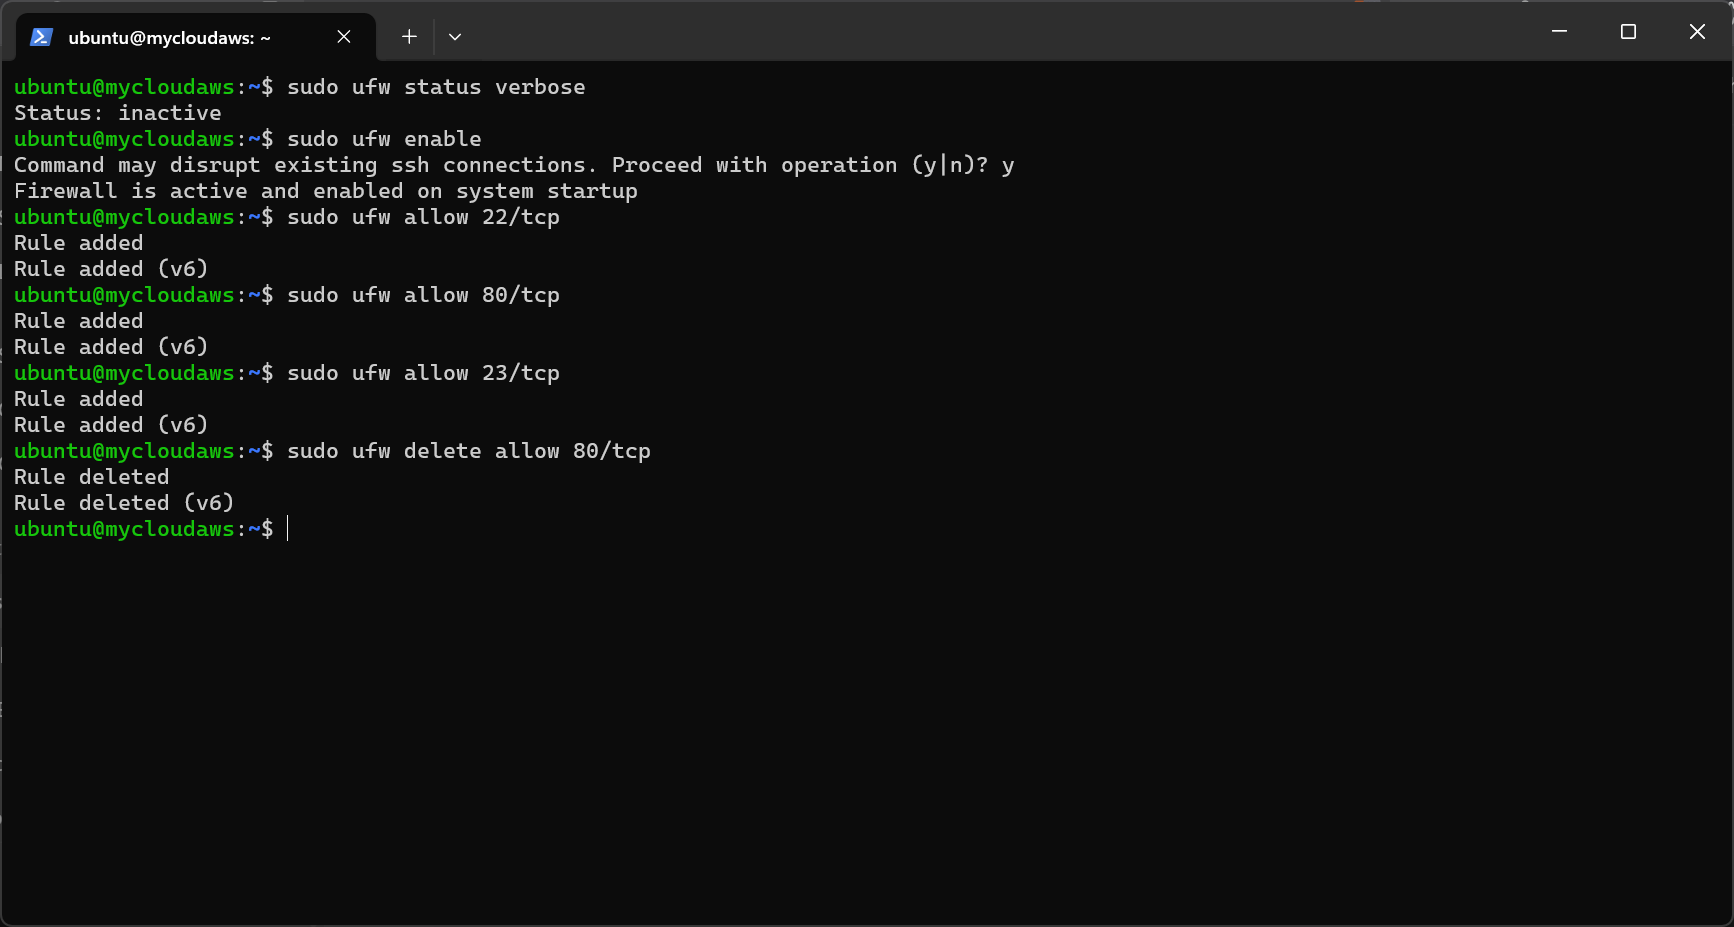 ubuntu@mycloudaws: ~
ubuntu@mycloudaws:~$ sudo ufw status verbose
Status: inactive
ubuntu@mycloudaws:~$ sudo ufw enable
Command may disrupt existing ssh connections. Proceed with operation (y|n)? y
Firewall is active and enabled on system startup
ubuntu@mycloudaws:~$ sudo ufw allow 22/tcp
Rule added
Rule added (v6)
ubuntu@mycloudaws:~$ sudo ufw allow 80/tcp
Rule added
Rule added (v6)
ubuntu@mycloudaws:~$ sudo ufw allow 23/tcp
Rule added
Rule added (v6)
ubuntu@mycloudaws:~$ sudo ufw delete allow 80/tcp
Rule deleted
Rule deleted (v6)
ubuntu@mycloudaws:~$